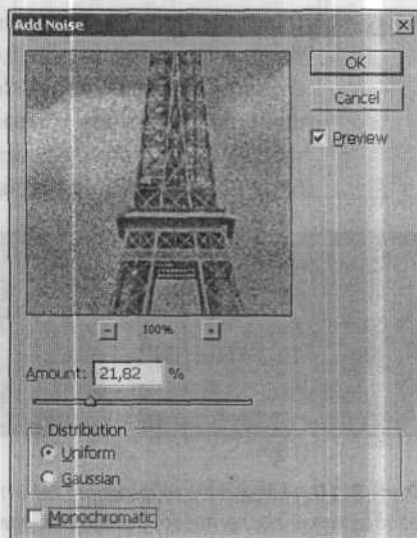 Add Noise
OK
Cancel
Preview
100%
Amount: 21,82 %
Distribution
Uniform
Gaussian
Monochromatic